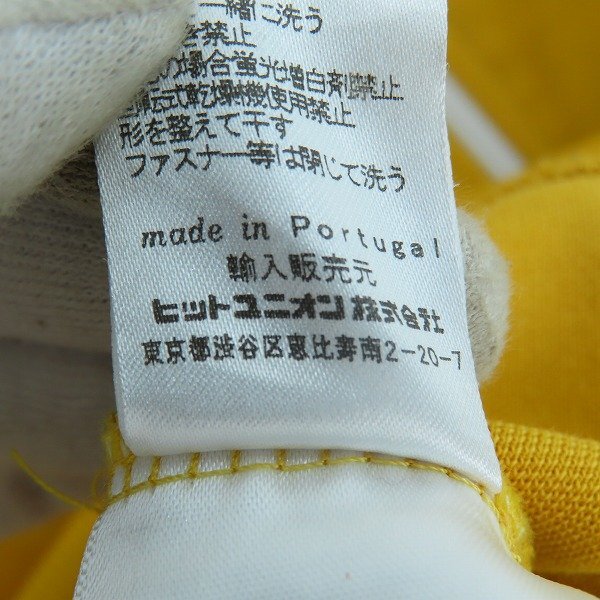 一緒に洗う
を禁止
の場合蛍光増白剤禁止
転式乾燥機使用禁止
形を整えて干す
ファスナー等は閉じて洗う
made in Portugal
輸入販売元
ヒットユニオン株式会社
東京都渋谷区恵比寿南2-20-7